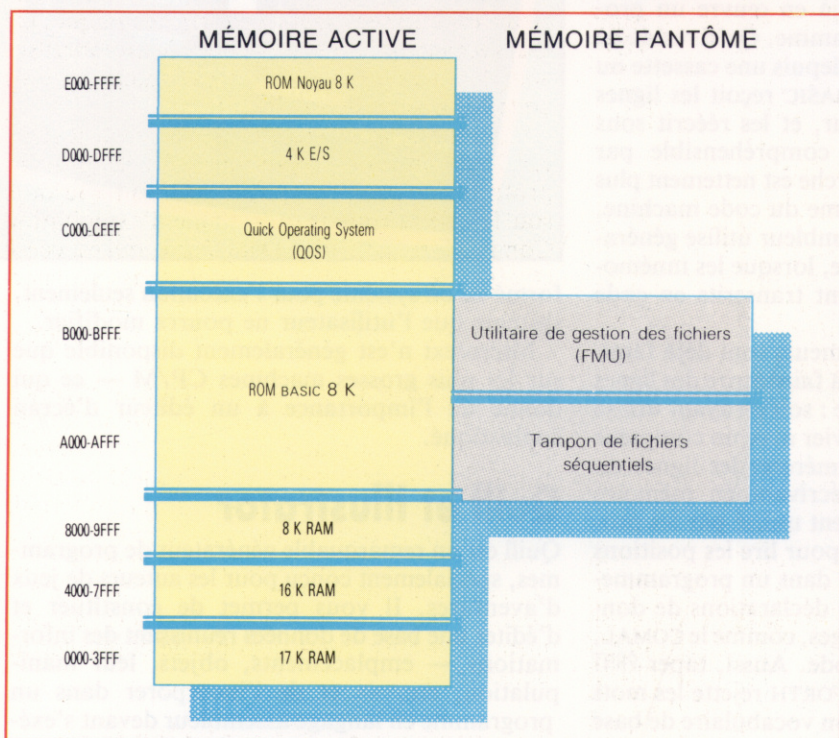 MÉMOIRE ACTIVE
MÉMOIRE FANTÔME
E000-FFFF
ROM Noyau 8 K
D000-DFFF
4 K E/S
C000-CFFF
Quick Operating System
(QOS)
B000-BFFF
Utilitaire de gestion des fichiers
(FMU)
ROM BASIC 8 K
A000-AFFF
Tampon de fichiers
séquentiels
8000-9FFF
8 K RAM
4000-7FFF
16 K RAM
0000-3FFF
17 K RAM